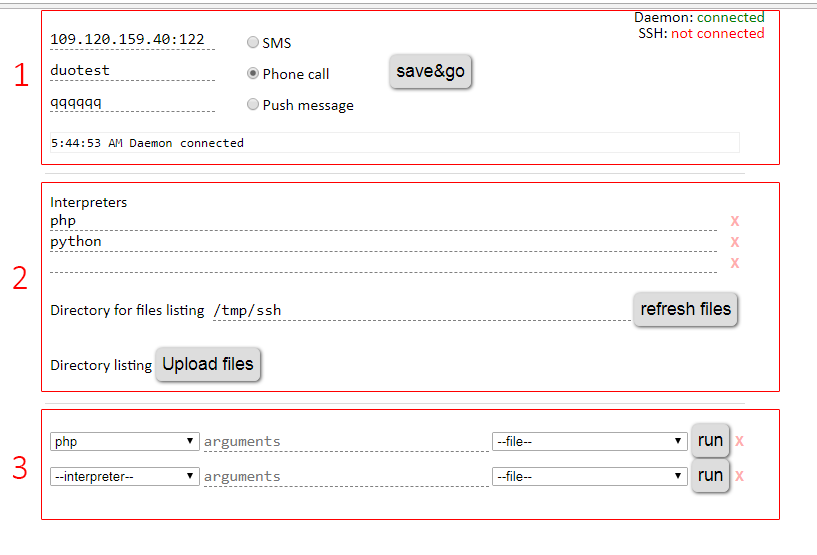 Daemon: connected
SSH: not connected
1
109.120.159.40:122
SMS
duotest
Phone call
save&go
qqqqqq
Push message
5:44:53 AM Daemon connected
2
Interpreters
php X
python X
X
Directory for files listing /tmp/ssh refresh files
Directory listing Upload files
3
php arguments --file-- run X
--interpreter-- arguments --file-- run X